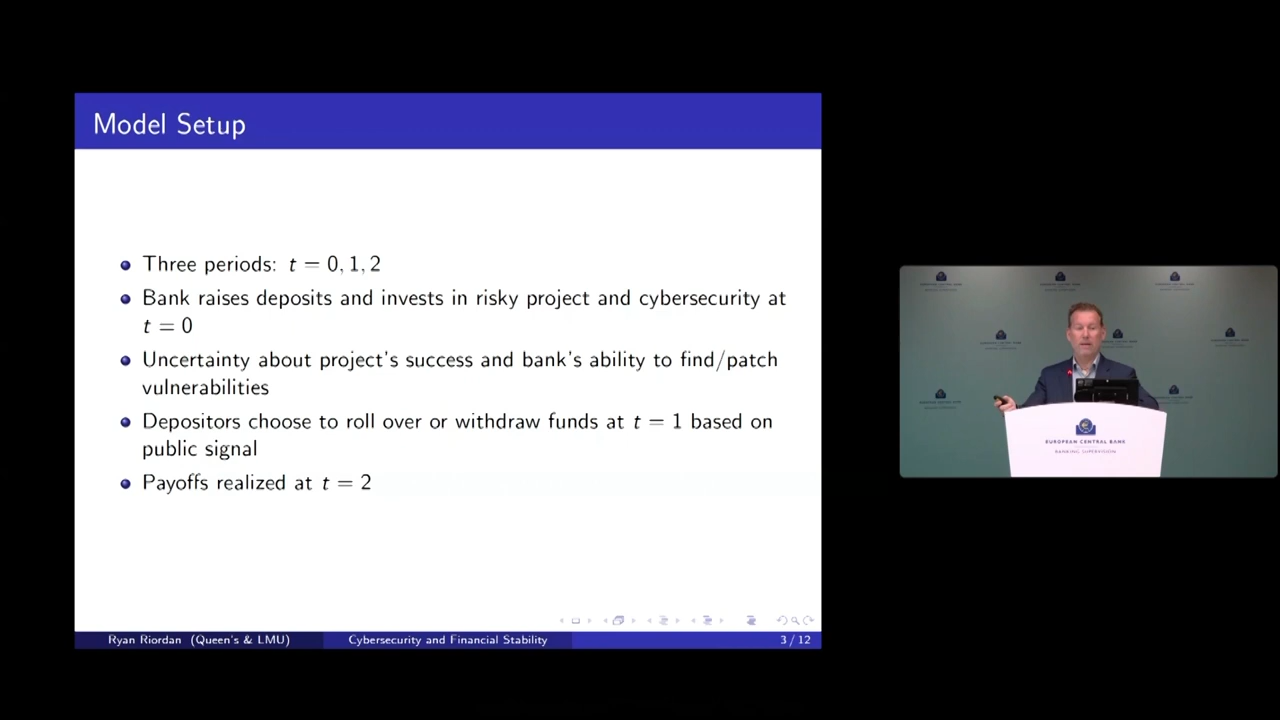 Model Setup
Three periods: t = 0, 1, 2
Bank raises deposits and invests in risky project and cybersecurity at
t = 0
Uncertainty about project's success and bank's ability to find/patch
vulnerabilities
Depositors choose to roll over or withdraw funds at t = 1 based on
public signal
Payoffs realized at t = 2
Ryan Riordan (Queen's & LMU)
Cybersecurity and Financial Stability
3 / 12
EUROPEAN CENTRAL BANK
BANKING SUPERVISION